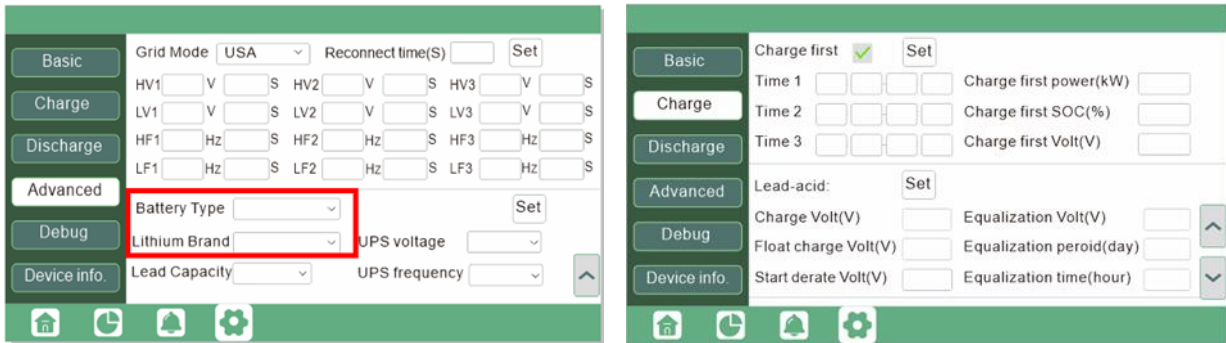 Basic
Charge
Discharge
Advanced
Debug
Device info.
Grid Mode USA Reconnect time(S) Set
HV1 V S HV2 V S HV3 V S
LV1 V S LV2 V S LV3 V S
HF1 Hz S HF2 Hz S HF3 Hz S
LF1 Hz S LF2 Hz S LF3 Hz S
Battery Type Set
Lithium Brand UPS voltage
Lead Capacity UPS frequency
Basic
Charge
Discharge
Advanced
Debug
Device info.
Charge first Set
Time 1 Charge first power(kW)
Time 2 Charge first SOC(%)
Time 3 Charge first Volt(V)
Lead-acid: Set
Charge Volt(V) Equalization Volt(V)
Float charge Volt(V) Equalization peroid(day)
Start derate Volt(V) Equalization time(hour)